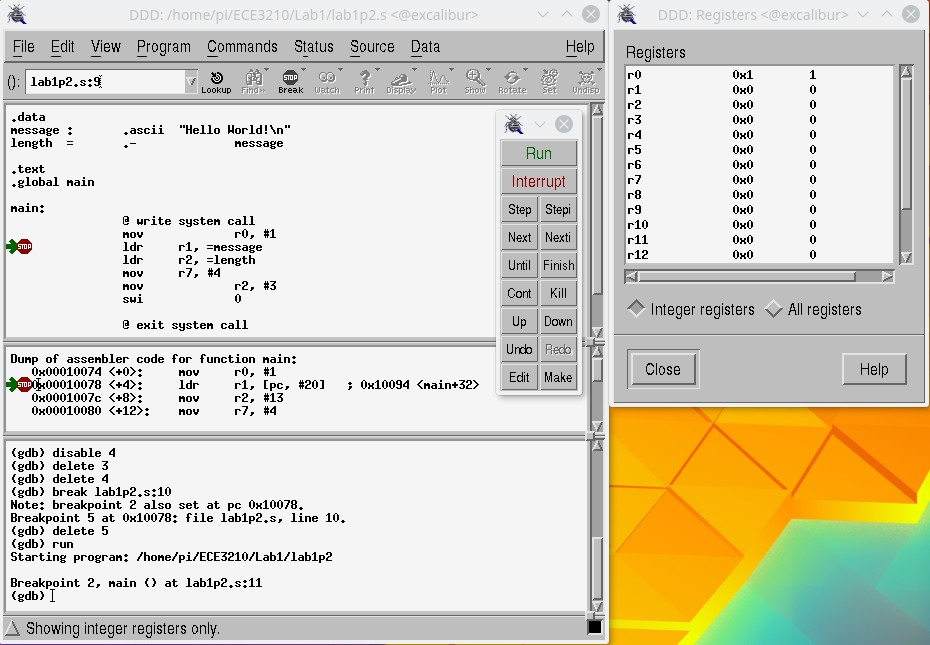 DDD: /home/pi/ECE3210/Lab1/lab1p2.s <@excalibur>
File Edit View Program Commands Status Source Data Help
(): lab1p2.s:9
Lookup Find» Break Watch Print Display Plot Show Rotate Set Undisp
.data
message : .ascii "Hello World!\n"
length = .- message
.text
.global main
main:
@ write system call
mov r0, #1
STOP ldr r1, =message
ldr r2, =length
mov r7, #4
mov r2, #3
swi 0
@ exit system call
Dump of assembler code for function main:
0x00010074 <+0>: mov r0, #1
STOP 0x00010078 <+4>: ldr r1, [pc, #20] ; 0x10094 <main+32>
0x0001007c <+8>: mov r2, #13
0x00010080 <+12>: mov r7, #4
(gdb) disable 4
(gdb) delete 3
(gdb) delete 4
(gdb) break lab1p2.s:10
Note: breakpoint 2 also set at pc 0x10078.
Breakpoint 5 at 0x10078: file lab1p2.s, line 10.
(gdb) delete 5
(gdb) run
Starting program: /home/pi/ECE3210/Lab1/lab1p2
Breakpoint 2, main () at lab1p2.s:11
(gdb)
Showing integer registers only.
Run
Interrupt
Step Stepi
Next Nexti
Until Finish
Cont Kill
Up Down
Undo Redo
Edit Make
DDD: Registers <@excalibur>
Registers
r0 0x1 1
r1 0x0 0
r2 0x0 0
r3 0x0 0
r4 0x0 0
r5 0x0 0
r6 0x0 0
r7 0x0 0
r8 0x0 0
r9 0x0 0
r10 0x0 0
r11 0x0 0
r12 0x0 0
Integer registers All registers
Close Help